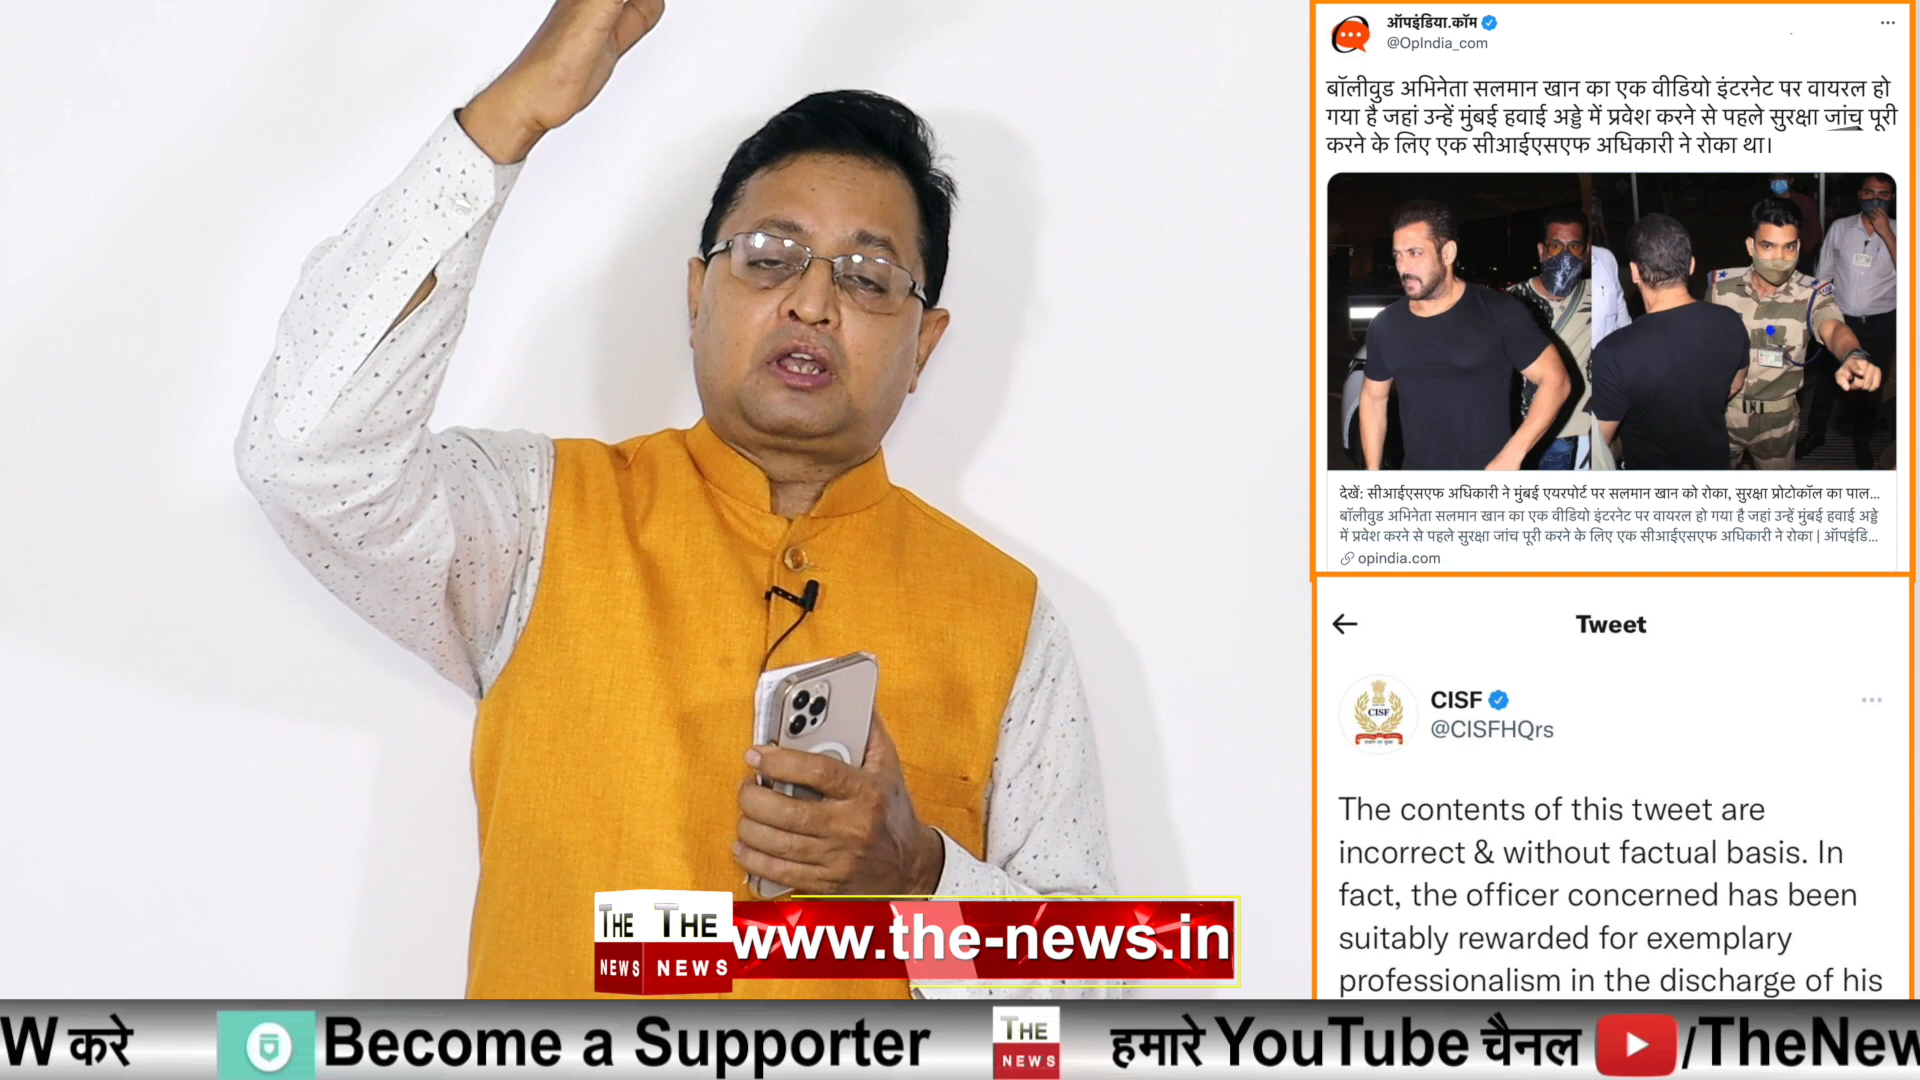 ऑपइंडिया.कॉम
@OpIndia_com
बॉलीवुड अभिनेता सलमान खान का एक वीडियो इंटरनेट पर वायरल हो
गया है जहां उन्हें मुंबई हवाई अड्डे में प्रवेश करने से पहले सुरक्षा जांच पूरी
करने के लिए एक सीआईएसएफ अधिकारी ने रोका था।
देखें: सीआईएसएफ अधिकारी ने मुंबई एयरपोर्ट पर सलमान खान को रोका, सुरक्षा प्रोटोकॉल का पाल...
बॉलीवुड अभिनेता सलमान खान का एक वीडियो इंटरनेट पर वायरल हो गया है जहां उन्हें मुंबई हवाई अड्डे
में प्रवेश करने से पहले सुरक्षा जांच पूरी करने के लिए एक सीआईएसएफ अधिकारी ने रोका | ऑपइंडि...
opindia.com
Tweet
CISF
CISF
@CISFHQrs
The contents of this tweet are
incorrect & without factual basis. In
fact, the officer concerned has been
suitably rewarded for exemplary
professionalism in the discharge of his
THE THE
NEWS NEWS
www.the-news.in
W करे Become a Supporter THE NEWS हमारे YouTube चैनल /TheNew